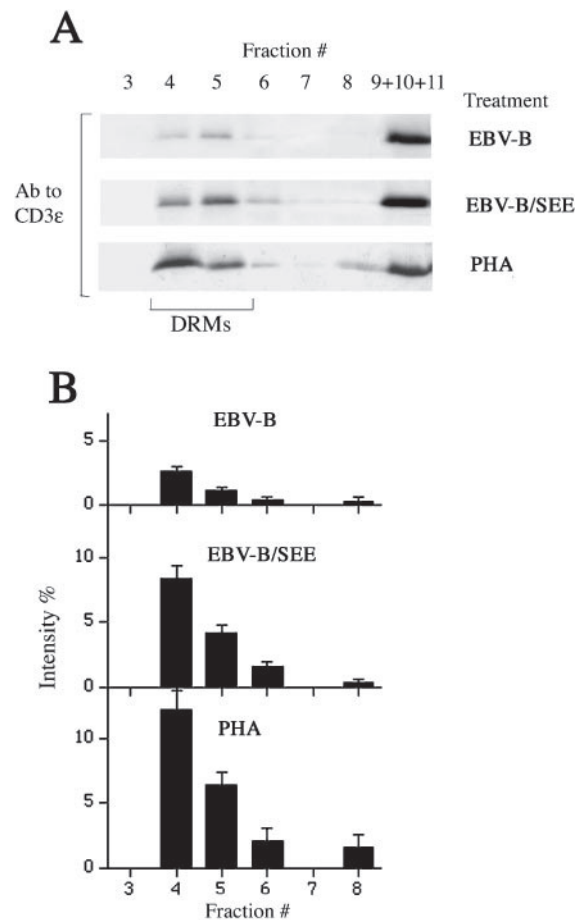 A
Fraction #
3 4 5 6 7 8 9+10+11
Treatment
EBV-B
Ab to
CD3ε
EBV-B/SEE
PHA
DRMs
B
EBV-B
5
0
EBV-B/SEE
10
5
0
Intensity %
PHA
10
5
0
3 4 5 6 7 8
Fraction #